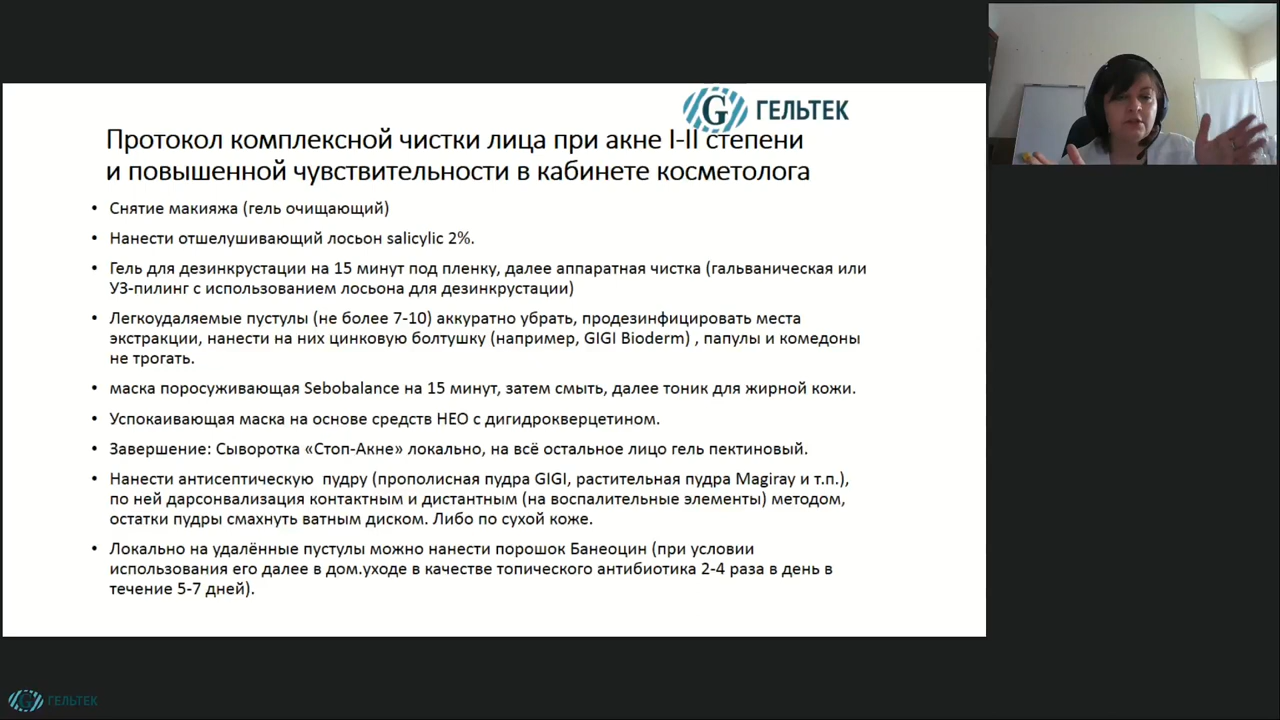 ГЕЛЬТЕК
Протокол комплексной чистки лица при акне I-II степени
и повышенной чувствительности в кабинете косметолога
• Снятие макияжа (гель очищающий)
• Нанести отшелушивающий лосьон salicylic 2%.
• Гель для дезинкрустации на 15 минут под пленку, далее аппаратная чистка (гальваническая или
УЗ-пилинг с использованием лосьона для дезинкрустации)
• Легкоудаляемые пустулы (не более 7-10) аккуратно убрать, продезинфицировать места
экстракции, нанести на них цинковую болтушку (например, GIGI Bioderm) , папулы и комедоны
не трогать.
• маска поросуживающая Sebobalance на 15 минут, затем смыть, далее тоник для жирной кожи.
• Успокаивающая маска на основе средств НЕО с дигидрокверцетином.
• Завершение: Сыворотка «Стоп-Акне» локально, на всё остальное лицо гель пектиновый.
• Нанести антисептическую  пудру (прополисная пудра GIGI, растительная пудра Magiray и т.п.),
по ней дарсонвализация контактным и дистантным (на воспалительные элементы) методом,
остатки пудры смахнуть ватным диском. Либо по сухой коже.
• Локально на удалённые пустулы можно нанести порошок Банеоцин (при условии
использования его далее в дом.уходе в качестве топического антибиотика 2-4 раза в день в
течение 5-7 дней).
ГЕЛЬТЕК